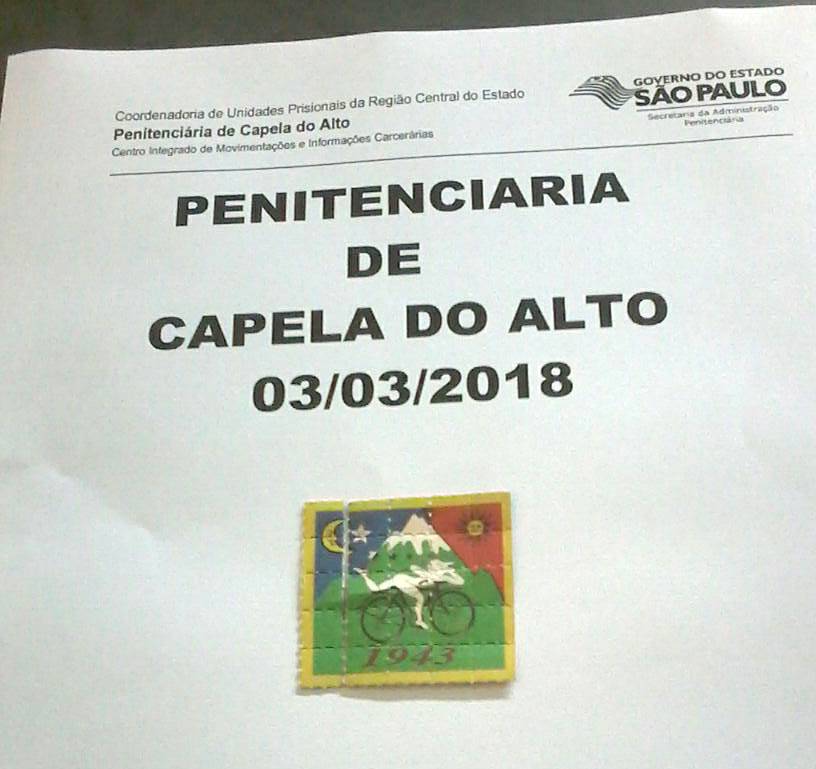 Coordenadoria de Unidades Prisionais da Região Central do Estado
Penitenciária de Capela do Alto
Centro Integrado de Movimentações e Informações Carcerárias
GOVERNO DO ESTADO
SÃO PAULO
Secretaria da Administração
Penitenciária
PENITENCIARIA
DE
CAPELA DO ALTO
03/03/2018
1943